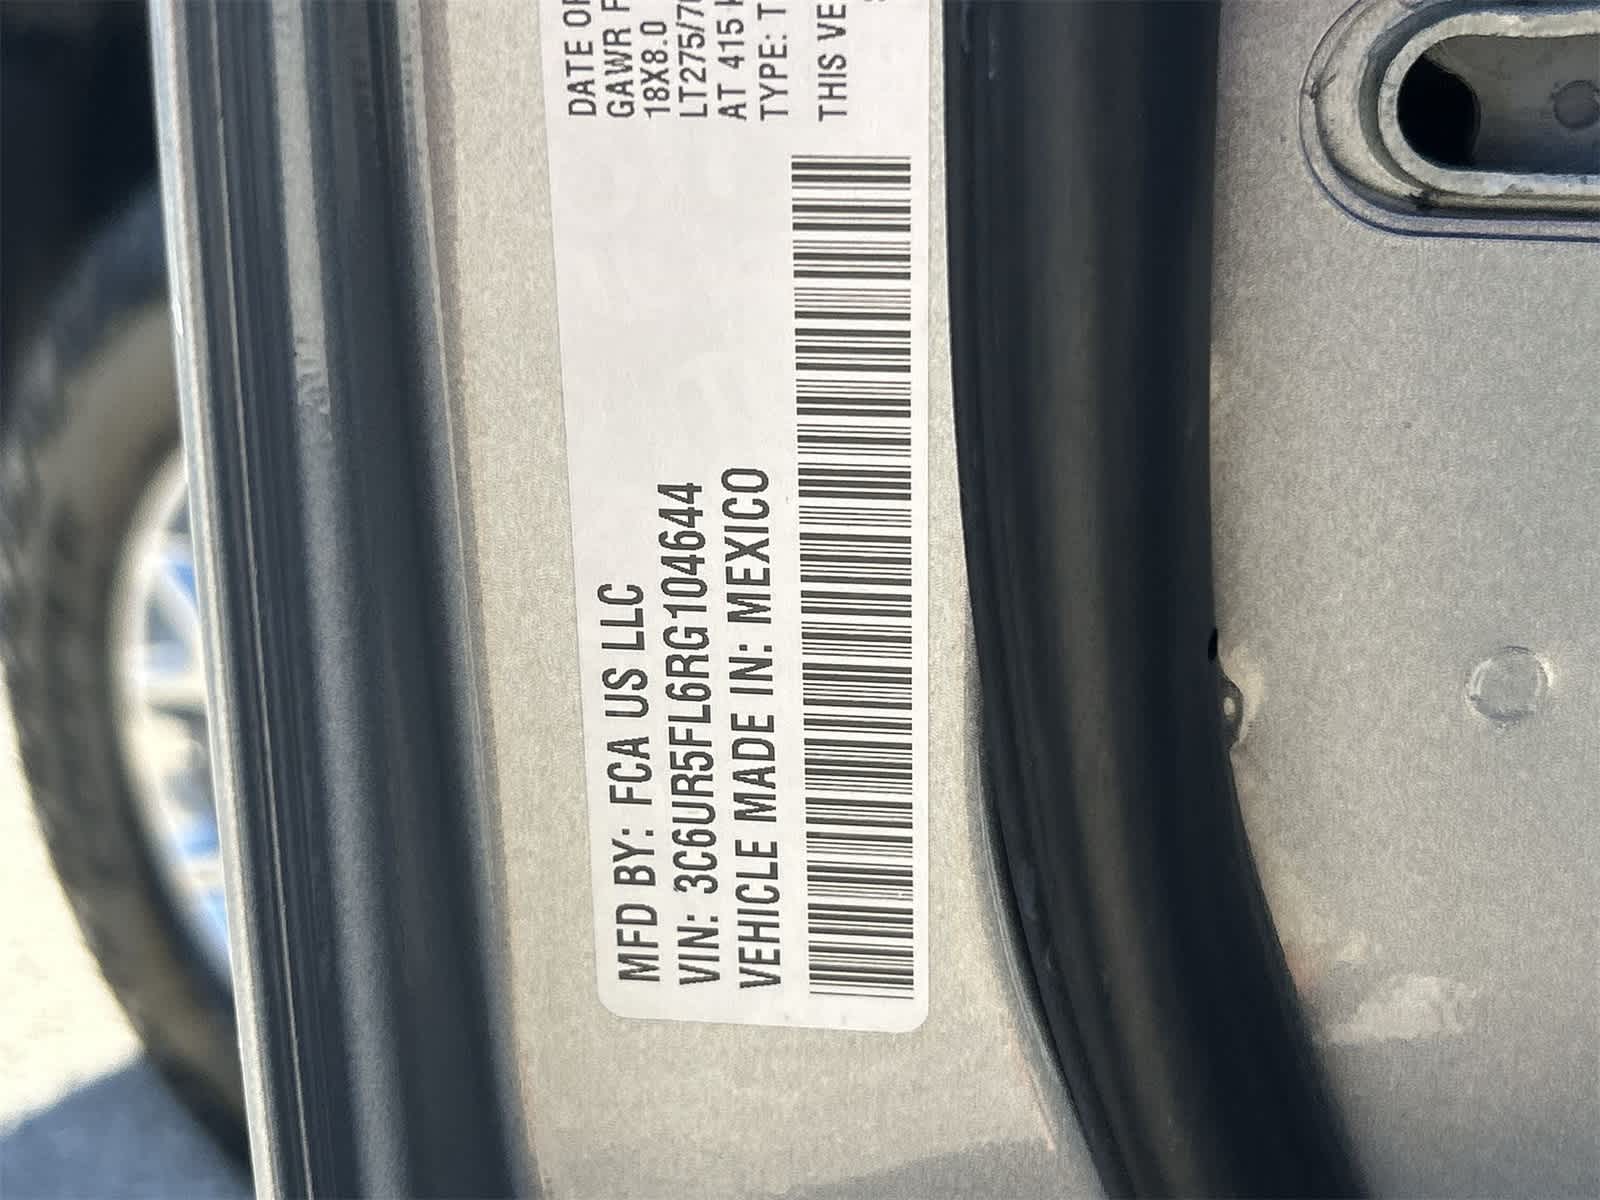 MFD BY: FCA US LLC
VIN: 3C6UR5FL6RG104644
VEHICLE MADE IN: MEXICO
DATE OF
GAWR F
18X8.0
LT275/70
AT 415 K
TYPE: T
THIS VE